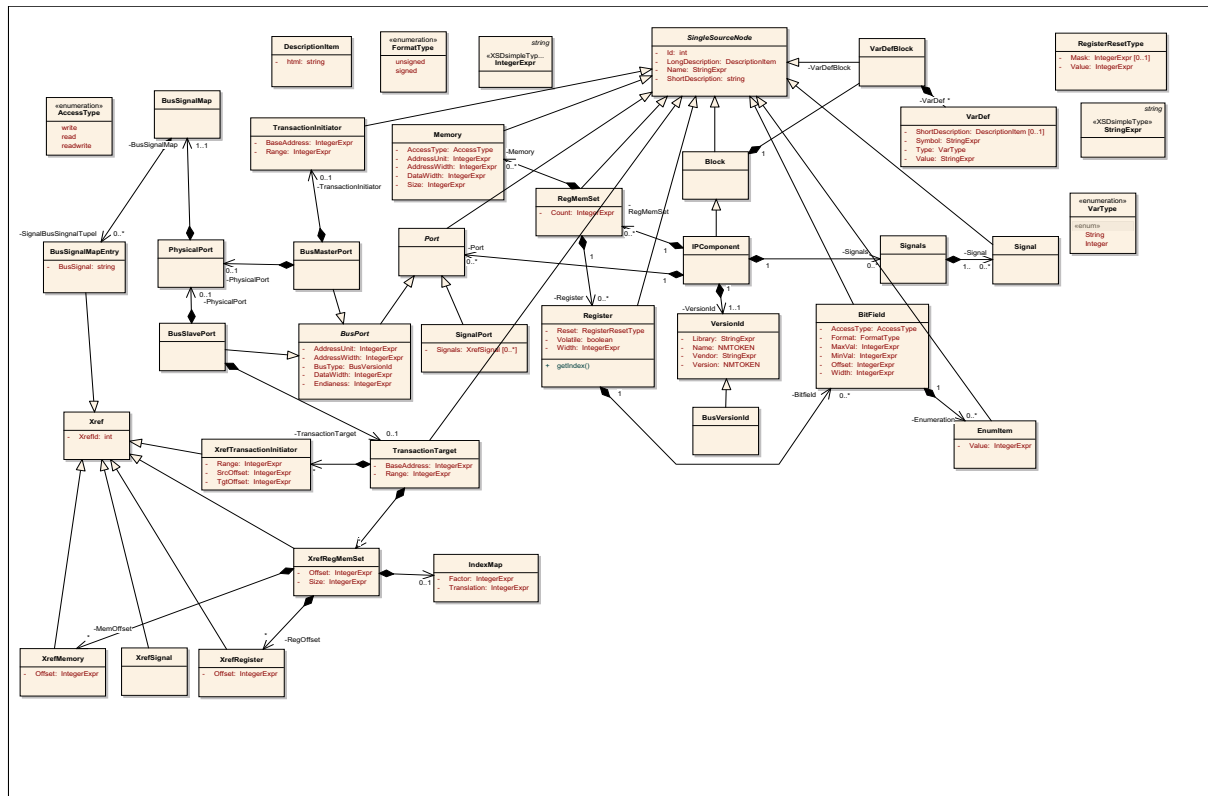 DescriptionItem
- html: string
«enumeration»
FormatType
unsigned
signed
string
«XSDsimpleTyp...
IntegerExpr
SingleSourceNode
- Id: int
- LongDescription: DescriptionItem
- Name: StringExpr
- ShortDescription: string
VarDefBlock
-VarDefBlock
-VarDef *
RegisterResetType
- Mask: IntegerExpr [0..1]
- Value: IntegerExpr
«enumeration»
AccessType
write
read
readwrite
BusSignalMap
-BusSignalMap
1..1
TransactionInitiator
- BaseAddress: IntegerExpr
- Range: IntegerExpr
0..1
-TransactionInitiator
Memory
- AccessType: AccessType
- AddressUnit: IntegerExpr
- AddressWidth: IntegerExpr
- DataWidth: IntegerExpr
- Size: IntegerExpr
-Memory
0..*
VarDef
- ShortDescription: DescriptionItem [0..1]
- Symbol: StringExpr
- Type: VarType
- Value: StringExpr
string
«XSDsimpleType»
StringExpr
Block
1
RegMemSet
- Count: IntegerExpr
1
-
RegMemSet
0..*
1
«enumeration»
VarType
«enum»
String
Integer
-SignalBusSingnalTupel
0..*
BusSignalMapEntry
- BusSignal: string
PhysicalPort
0..1
-PhysicalPort
BusMasterPort
Port
-Port
0..*
IPComponent
1
1
1
-Signals
0..*
Signals
1..
-Signal
0..*
Signal
0..1
-PhysicalPort
BusSlavePort
BusPort
- AddressUnit: IntegerExpr
- AddressWidth: IntegerExpr
- BusType: BusVersionId
- DataWidth: IntegerExpr
- Endianess: IntegerExpr
SignalPort
- Signals: XrefSignal [0..*]
-Register
0..*
Register
- Reset: RegisterResetType
- Volatile: boolean
- Width: IntegerExpr
+ getIndex()
1
-VersionId
1..1
VersionId
- Library: StringExpr
- Name: NMTOKEN
- Vendor: StringExpr
- Version: NMTOKEN
BusVersionId
BitField
- AccessType: AccessType
- Format: FormatType
- MaxVal: IntegerExpr
- MinVal: IntegerExpr
- Offset: IntegerExpr
- Width: IntegerExpr
-Bitfield
0..*
1
-Enumeration
0..*
EnumItem
- Value: IntegerExpr
Xref
- XrefId: int
XrefTransactionInitiator
- Range: IntegerExpr
- SrcOffset: IntegerExpr
- TgtOffset: IntegerExpr
*
-TransactionTarget
0..1
TransactionTarget
- BaseAddress: IntegerExpr
- Range: IntegerExpr
*
XrefRegMemSet
- Offset: IntegerExpr
- Size: IntegerExpr
0..1
IndexMap
- Factor: IntegerExpr
- Translation: IntegerExpr
-MemOffset
*
*
-RegOffset
XrefMemory
- Offset: IntegerExpr
XrefSignal
XrefRegister
- Offset: IntegerExpr